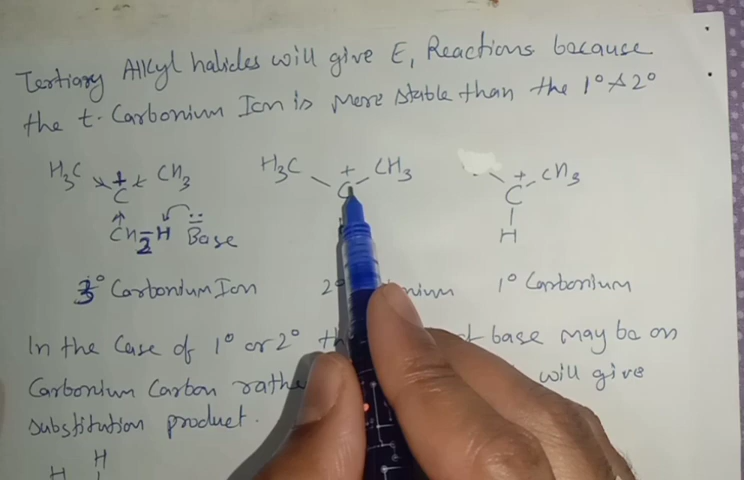 Tertiary Alkyl halides will give E, Reactions because
the t. Carbonium Ion is More stable than the 1° & 2°
H3C + CH3 H3C + CH3 + CH3
C C C
CH2-H Base H
3° Carbonium Ion 2° 1° Carbonium
In the Case of 1° or 2° base may be on
Carbonium Carbon will give
substitution product.
H H